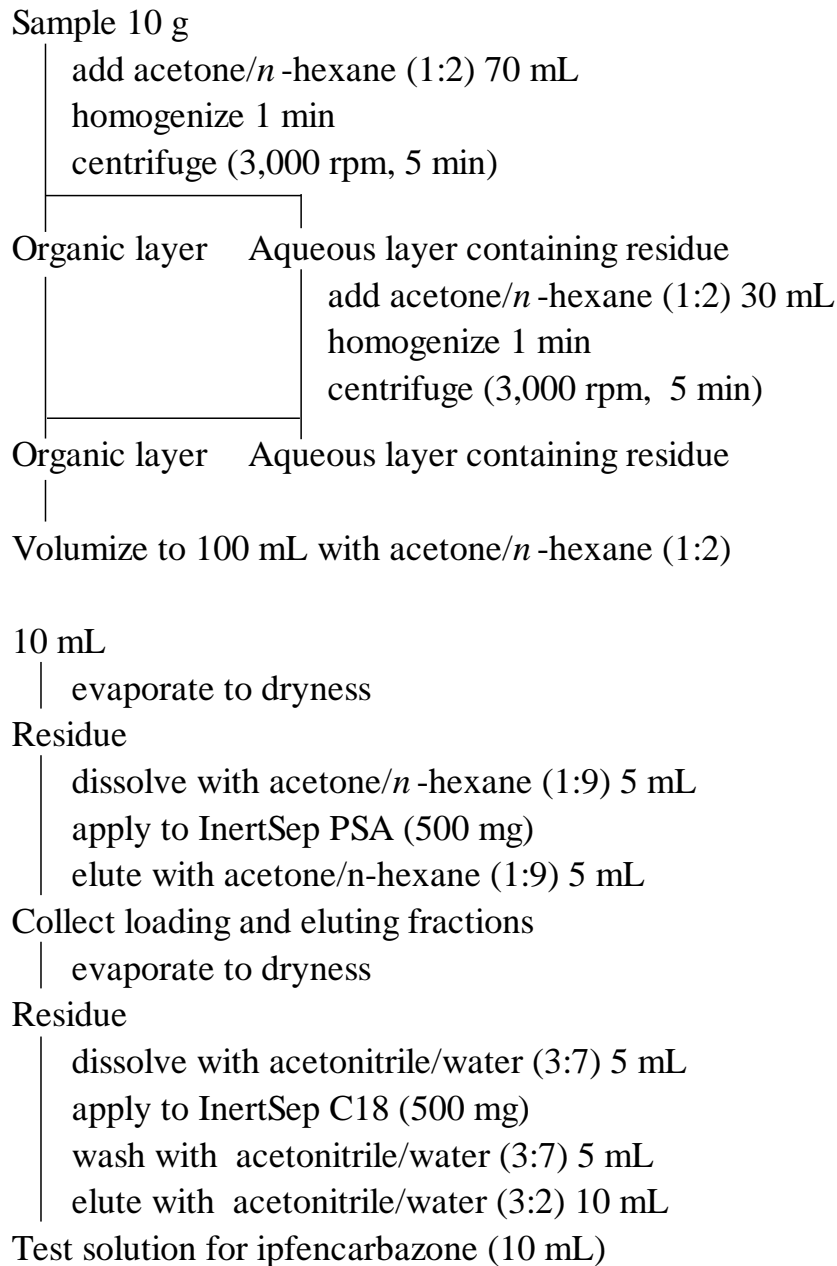 Sample 10 g
add acetone/n-hexane (1:2) 70 mL
homogenize 1 min
centrifuge (3,000 rpm, 5 min)
Organic layer Aqueous layer containing residue
add acetone/n-hexane (1:2) 30 mL
homogenize 1 min
centrifuge (3,000 rpm, 5 min)
Organic layer Aqueous layer containing residue
Volumize to 100 mL with acetone/n-hexane (1:2)
10 mL
evaporate to dryness
Residue
dissolve with acetone/n-hexane (1:9) 5 mL
apply to InertSep PSA (500 mg)
elute with acetone/n-hexane (1:9) 5 mL
Collect loading and eluting fractions
evaporate to dryness
Residue
dissolve with acetonitrile/water (3:7) 5 mL
apply to InertSep C18 (500 mg)
wash with acetonitrile/water (3:7) 5 mL
elute with acetonitrile/water (3:2) 10 mL
Test solution for ipfencarbazone (10 mL)